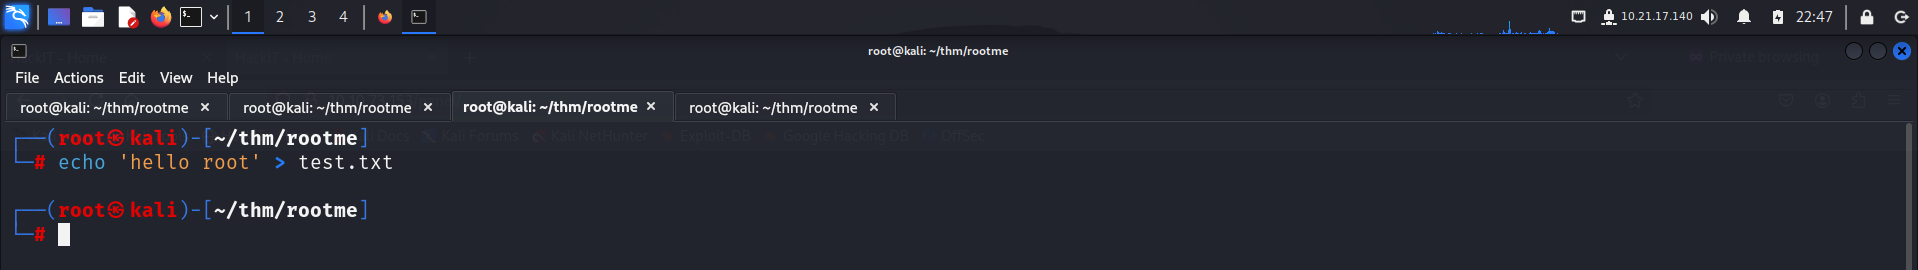 1 2 3 4 10.21.17.140 22:47
root@kali: ~/thm/rootme
File Actions Edit View Help
root@kali: ~/thm/rootme × root@kali: ~/thm/rootme × root@kali: ~/thm/rootme × root@kali: ~/thm/rootme ×
┌──(root㉿kali)-[~/thm/rootme]
└─# echo 'hello root' > test.txt
┌──(root㉿kali)-[~/thm/rootme]
└─#